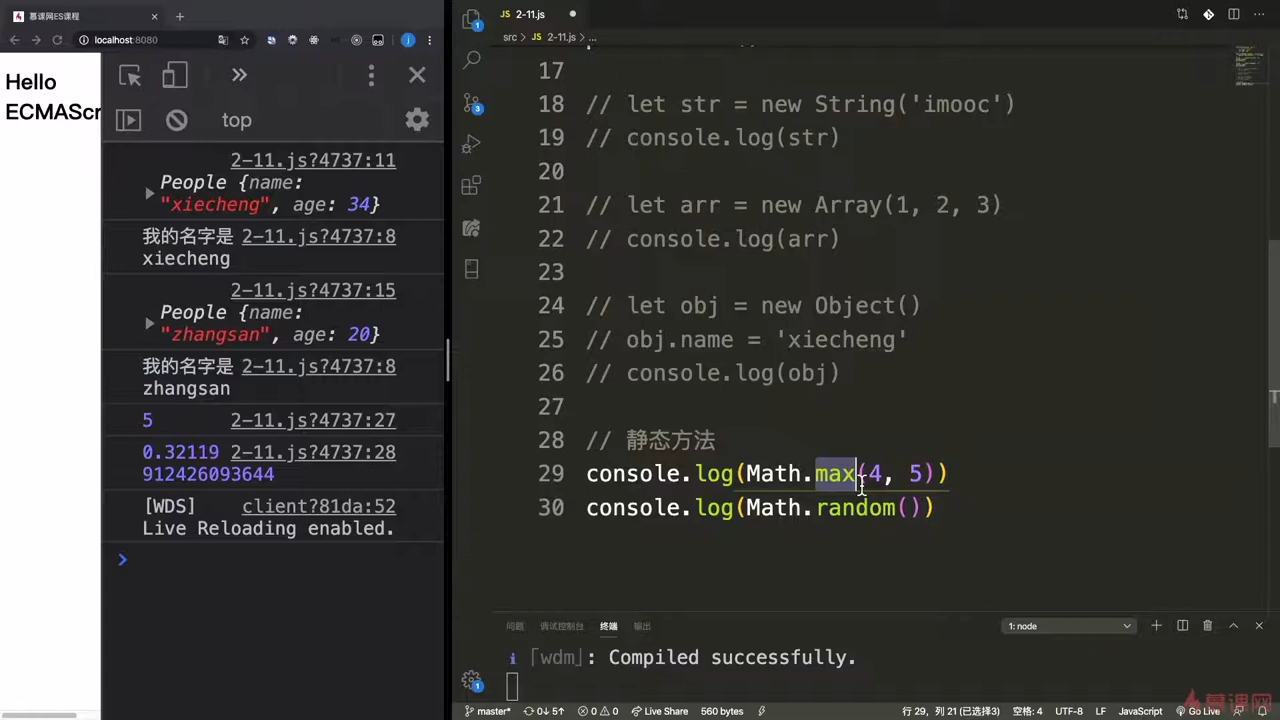 慕课网ES课程
localhost:8080
Hello
ECMAScr
top
2-11.js?4737:11
People {name:
"xiecheng", age: 34}
我的名字是 2-11.js?4737:8
xiecheng
2-11.js?4737:15
People {name:
"zhangsan", age: 20}
我的名字是 2-11.js?4737:8
zhangsan
5 2-11.js?4737:27
0.32119 2-11.js?4737:28
912426093644
[WDS] client?81da:52
Live Reloading enabled.
JS 2-11.js
src > JS 2-11.js > ...
17
18 // let str = new String('imooc')
19 // console.log(str)
20
21 // let arr = new Array(1, 2, 3)
22 // console.log(arr)
23
24 // let obj = new Object()
25 // obj.name = 'xiecheng'
26 // console.log(obj)
27
28 // 静态方法
29 console.log(Math.max(4, 5))
30 console.log(Math.random())
问题 调试控制台 终端 输出 1: node
i ｢wdm｣: Compiled successfully.
master* 0↓ 5↑ 0 0 Live Share 560 bytes 行 29, 列 21 (已选择3) 空格: 4 UTF-8 LF JavaScript Go Live
慕课网